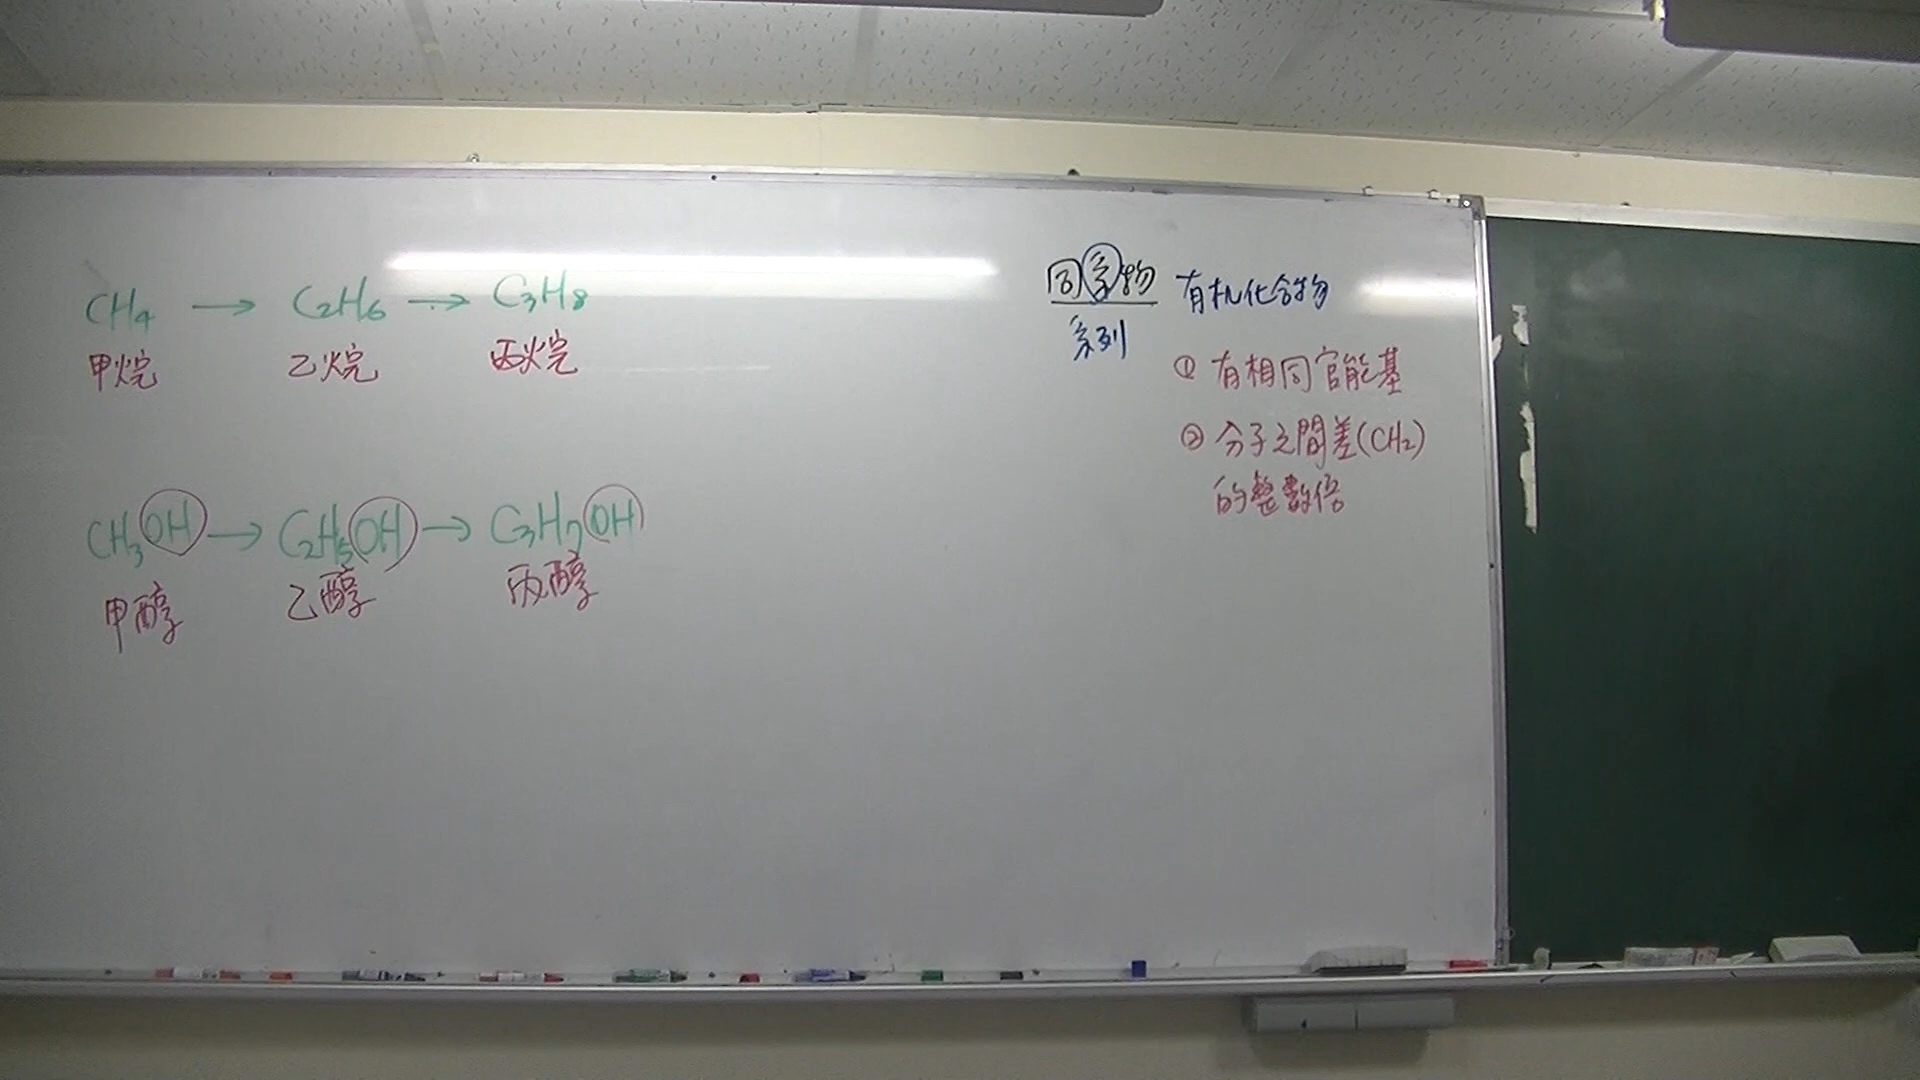 CH4 → C2H6 → C3H8
甲烷 乙烷 丙烷
CH3OH → C2H5OH → C3H7OH
甲醇 乙醇 丙醇
同系物 有机化合物
系列
① 有相同官能基
② 分子之間差(CH2)
的整數倍